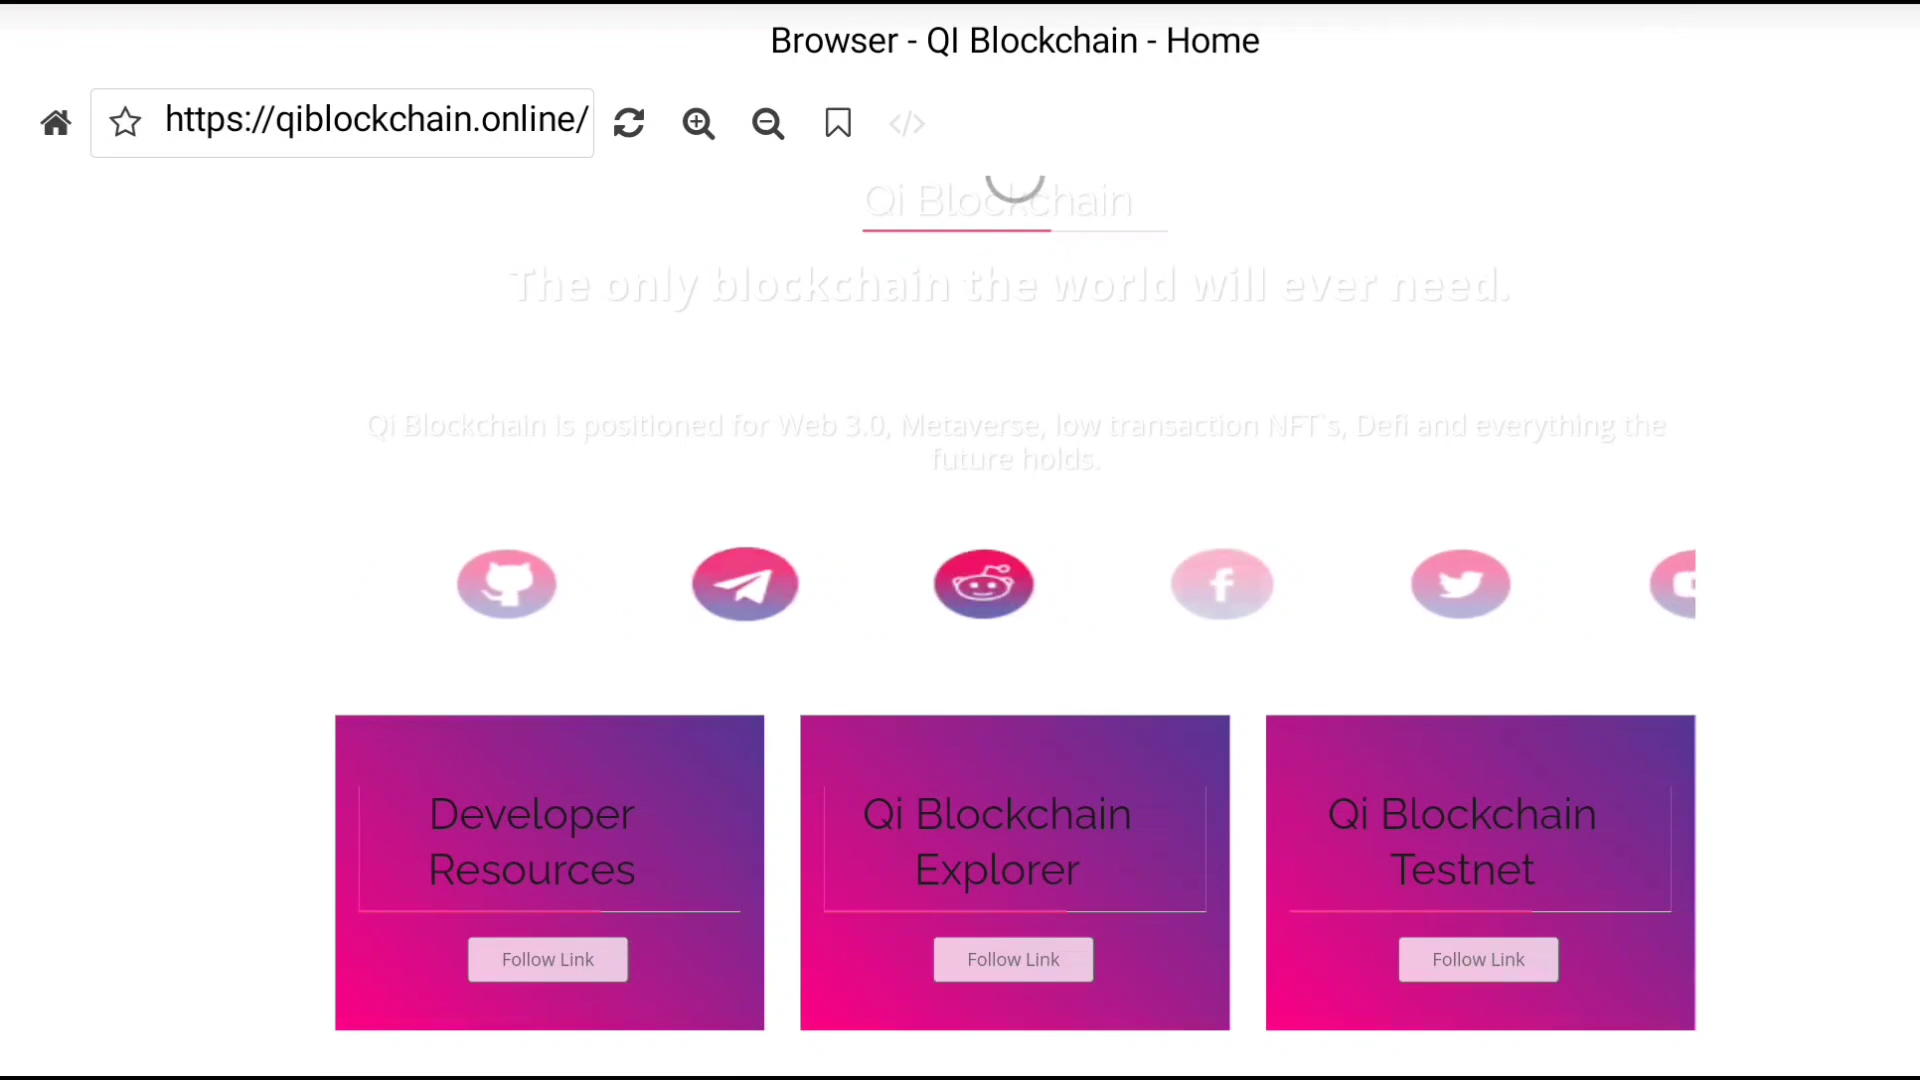 Browser - QI Blockchain - Home
https://qiblockchain.online/
Qi Blockchain
The only blockchain the world will ever need.
Qi Blockchain is positioned for Web 3.0, Metaverse, low transaction NFT`s, Defi and everything the
future holds.
Developer
Resources
Follow Link
Qi Blockchain
Explorer
Follow Link
Qi Blockchain
Testnet
Follow Link